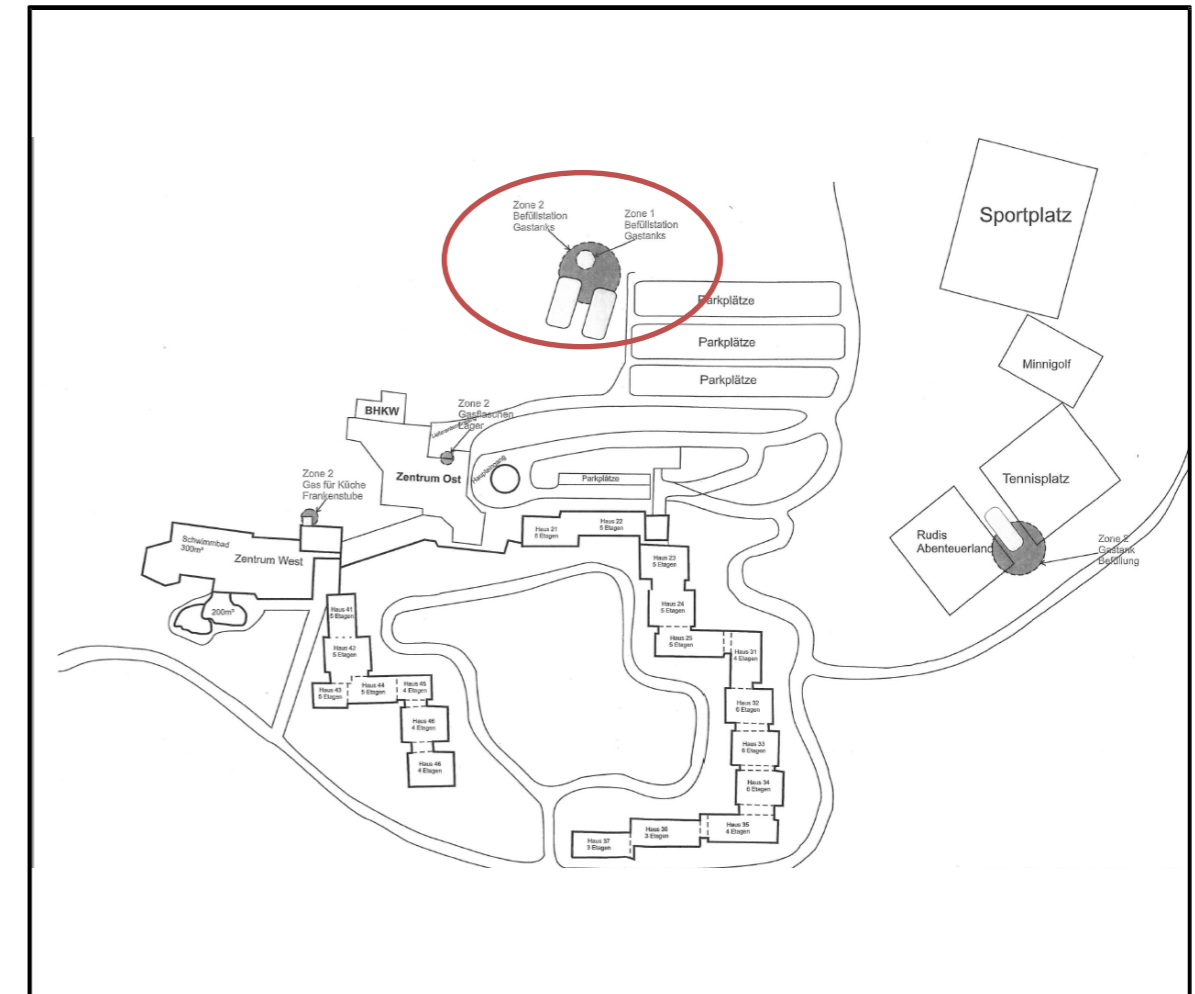 Zone 2
Befüllstation
Gastanks
Zone 1
Befüllstation
Gastanks
Sportplatz
Parkplätze
Parkplätze
Parkplätze
Minnigolf
BHKW
Zone 2
Gasflaschen
Lager
Zentrum Ost
Haupteingang
Parkplätze
Tennisplatz
Zone 2
Gas für Küche
Frankenstube
Haus 21
5 Etagen
Haus 22
5 Etagen
Rudis
Abenteuerland
Zone 2
Gastank
Befüllung
Schwimmbad
300m²
Zentrum West
Haus 23
5 Etagen
200m²
Haus 41
5 Etagen
Haus 24
5 Etagen
Haus 25
5 Etagen
Haus 31
4 Etagen
Haus 42
5 Etagen
Haus 43
5 Etagen
Haus 44
5 Etagen
Haus 45
4 Etagen
Haus 32
6 Etagen
Haus 46
4 Etagen
Haus 33
6 Etagen
Haus 46
4 Etagen
Haus 34
6 Etagen
Haus 35
4 Etagen
Haus 36
3 Etagen
Haus 37
3 Etagen